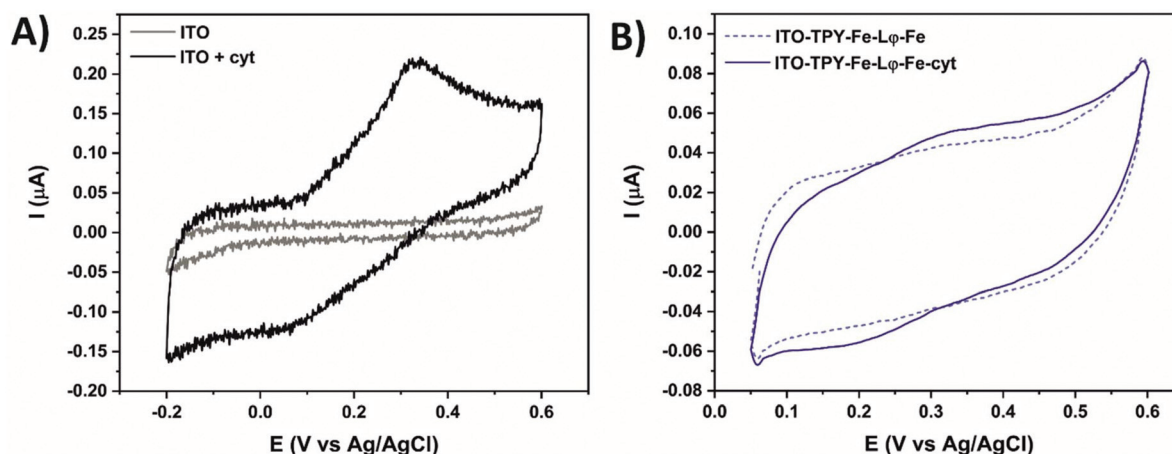 A)
ITO
ITO + cyt
0.25
0.20
0.15
0.10
0.05
0.00
-0.05
-0.10
-0.15
-0.20
I (µA)
-0.2 0.0 0.2 0.4 0.6
E (V vs Ag/AgCl)
B)
ITO-TPY-Fe-Lφ-Fe
ITO-TPY-Fe-Lφ-Fe-cyt
0.10
0.08
0.06
0.04
0.02
0.00
-0.02
-0.04
-0.06
-0.08
I (µA)
0.0 0.1 0.2 0.3 0.4 0.5 0.6
E (V vs Ag/AgCl)